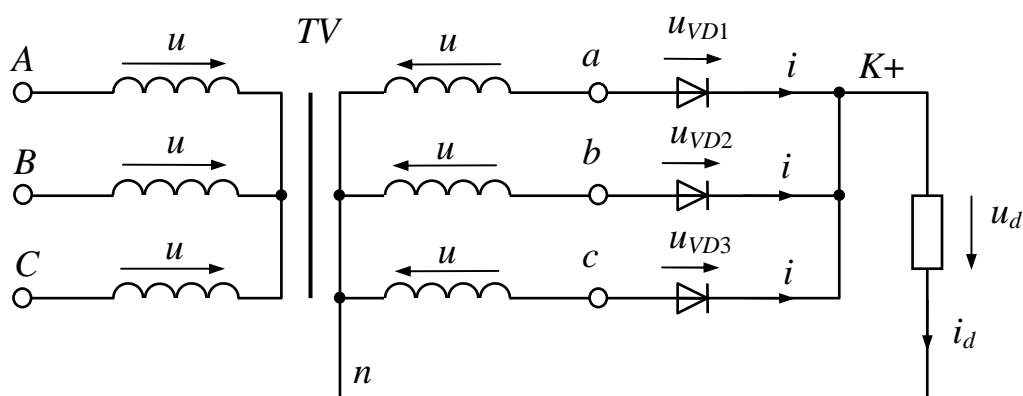 TV
u_VD1
A u u a i K+
B u u b u_VD2 i
C u u c u_VD3 i
u_d
i_d
n